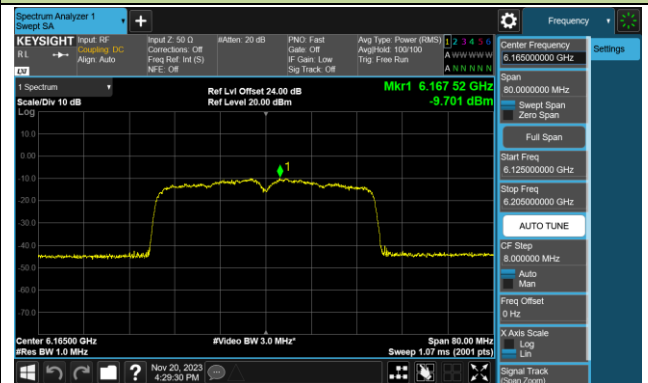 Spectrum Analyzer 1
Swept SA
Frequency
KEYSIGHT
RL
LXI
Input: RF
Coupling: DC
Align: Auto
Input Z: 50 Ω
Corrections: Off
Freq Ref: Int (S)
NFE: Off
#Atten: 20 dB
PNO: Fast
Gate: Off
IF Gain: Low
Sig Track: Off
Avg Type: Power (RMS)
Avg|Hold: 100/100
Trig: Free Run
1 2 3 4 5 6
A W W W W W
A N N N N N
1 Spectrum
Scale/Div 10 dB
Log
Ref Lvl Offset 24.00 dB
Ref Level 20.00 dBm
Mkr1 6.167 52 GHz
-9.701 dBm
10.0
0.00
-10.0
-20.0
-30.0
-40.0
-50.0
-60.0
-70.0
1
Center 6.16500 GHz
#Res BW 1.0 MHz
#Video BW 3.0 MHz*
Span 80.00 MHz
Sweep 1.07 ms (2001 pts)
Nov 20, 2023
4:29:30 PM
Settings
Center Frequency
6.165000000 GHz
Span
80.0000000 MHz
Swept Span
Zero Span
Full Span
Start Freq
6.125000000 GHz
Stop Freq
6.205000000 GHz
AUTO TUNE
CF Step
8.000000 MHz
Auto
Man
Freq Offset
0 Hz
X Axis Scale
Log
Lin
Signal Track
(Span Zoom)